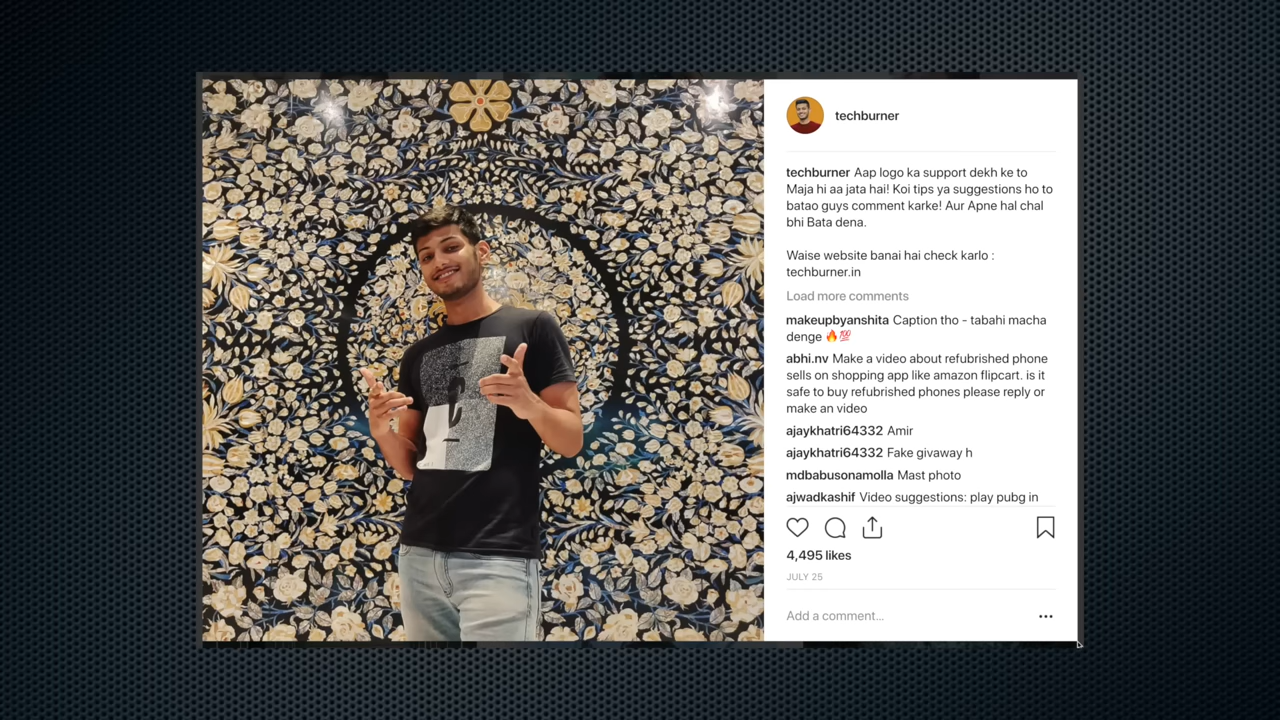 techburner
techburner Aap logo ka support dekh ke to
Maja hi aa jata hai! Koi tips ya suggestions ho to
batao guys comment karke! Aur Apne hal chal
bhi Bata dena.
Waise website banai hai check karlo :
techburner.in
Load more comments
makeupbyanshita Caption tho - tabahi macha
denge 🔥💯
abhi.nv Make a video about refubrished phone
sells on shopping app like amazon flipcart. is it
safe to buy refubrished phones please reply or
make an video
ajaykhatri64332 Amir
ajaykhatri64332 Fake givaway h
mdbabusonamolla Mast photo
ajwadkashif Video suggestions: play pubg in
4,495 likes
JULY 25
Add a comment...